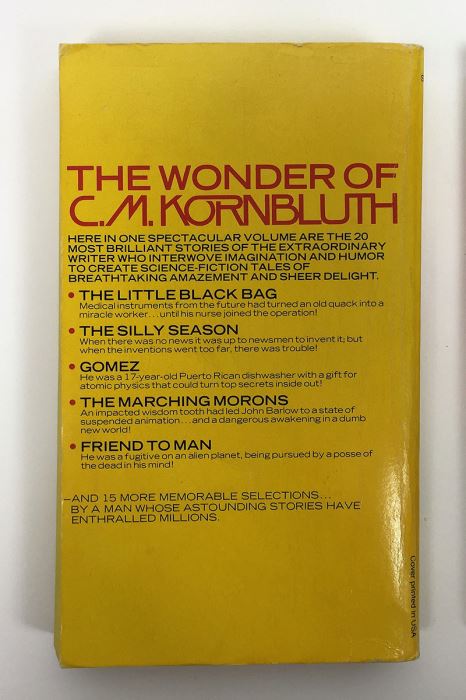 THE WONDER OF
C.M. KORNBLUTH
HERE IN ONE SPECTACULAR VOLUME ARE THE 20
MOST BRILLIANT STORIES OF THE EXTRAORDINARY
WRITER WHO INTERWOVE IMAGINATION AND HUMOR
TO CREATE SCIENCE-FICTION TALES OF
BREATHTAKING AMAZEMENT AND SHEER DELIGHT.
• THE LITTLE BLACK BAG
Medical instruments from the future had turned an old quack into a
miracle worker...until his nurse joined the operation!
• THE SILLY SEASON
When there was no news it was up to newsmen to invent it; but
when the inventions went too far, there was trouble!
• GOMEZ
He was a 17-year-old Puerto Rican dishwasher with a gift for
atomic physics that could turn top secrets inside out!
• THE MARCHING MORONS
An impacted wisdom tooth had led John Barlow to a state of
suspended animation...and a dangerous awakening in a dumb
new world!
• FRIEND TO MAN
He was a fugitive on an alien planet, being pursued by a posse of
the dead in his mind!
—AND 15 MORE MEMORABLE SELECTIONS...
BY A MAN WHOSE ASTOUNDING STORIES HAVE
ENTHRALLED MILLIONS.
Cover printed in USA